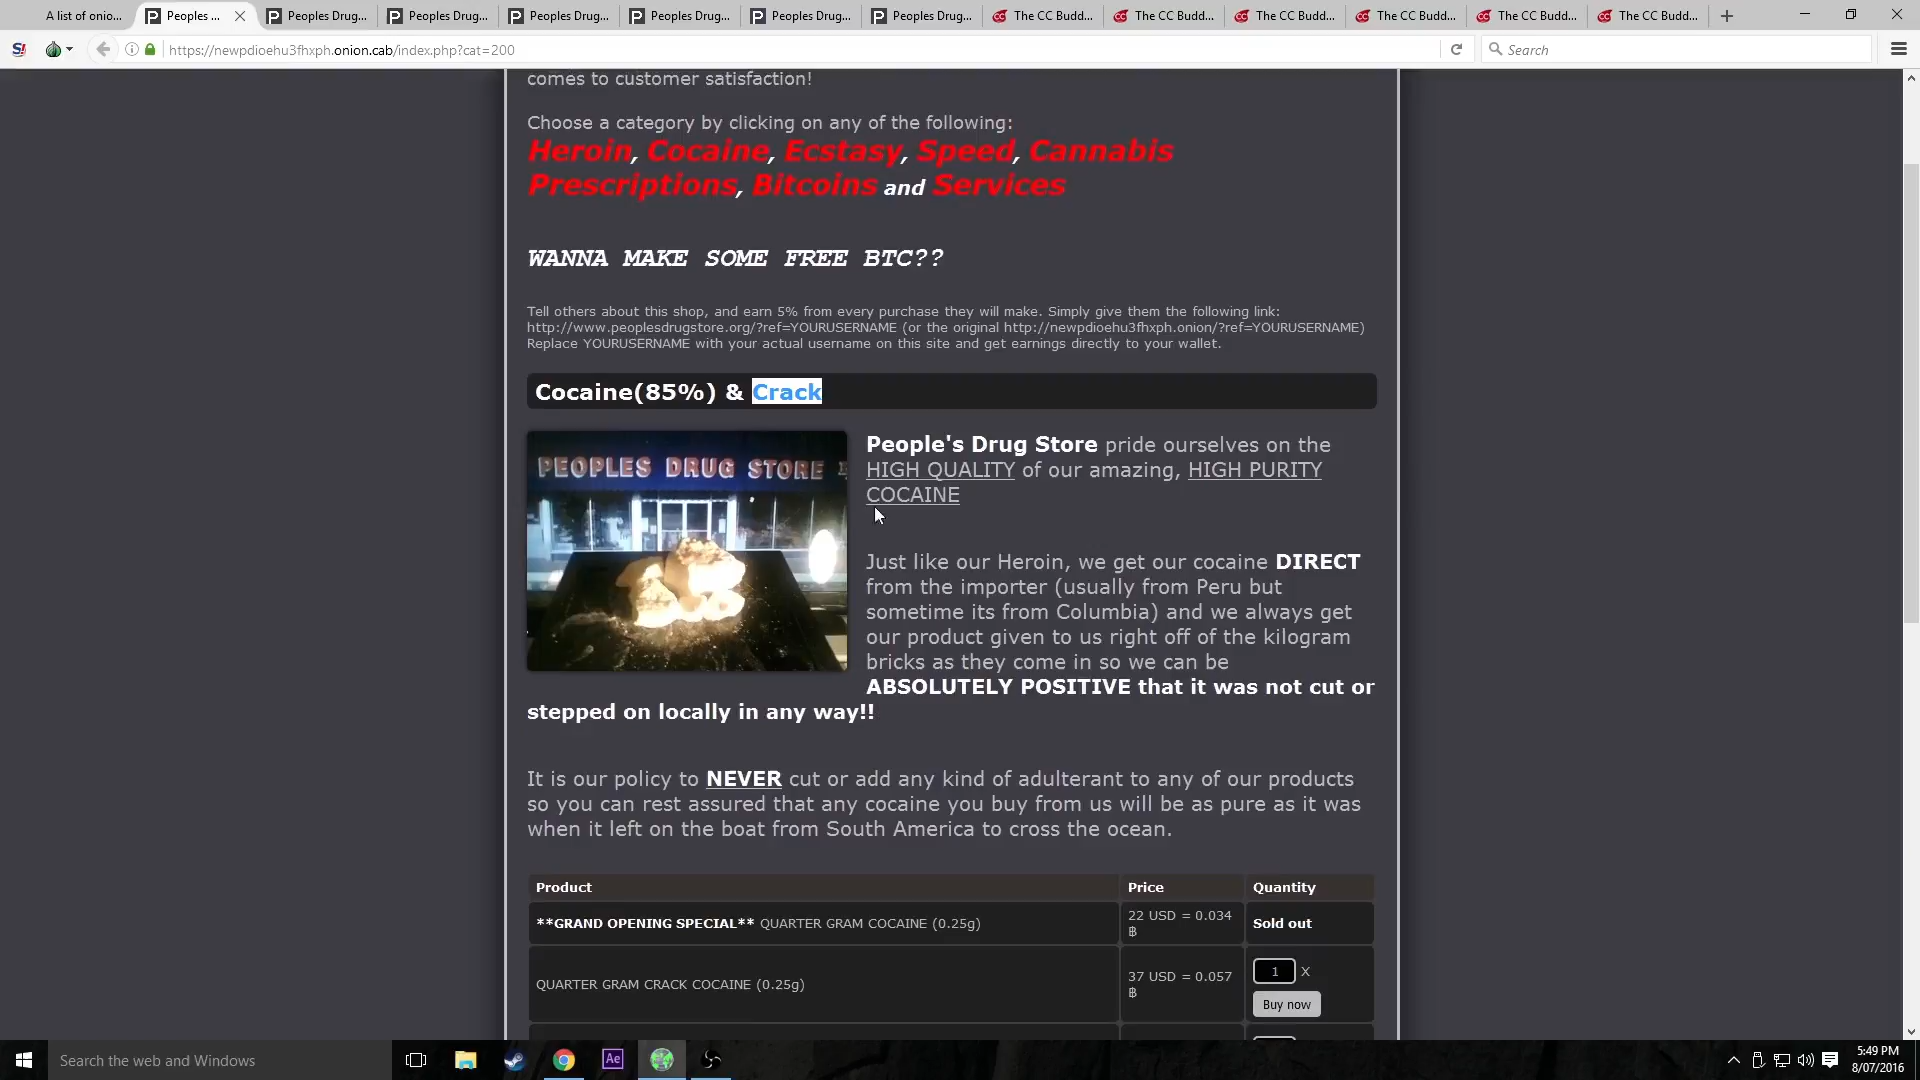 A list of onio...
Peoples ...
Peoples Drug...
Peoples Drug...
Peoples Drug...
Peoples Drug...
Peoples Drug...
Peoples Drug...
The CC Budd...
The CC Budd...
The CC Budd...
The CC Budd...
The CC Budd...
The CC Budd...
https://newpdioehu3fhxph.onion.cab/index.php?cat=200
Search
comes to customer satisfaction!
Choose a category by clicking on any of the following:
Heroin, Cocaine, Ecstasy, Speed, Cannabis
Prescriptions, Bitcoins and Services
WANNA MAKE SOME FREE BTC??
Tell others about this shop, and earn 5% from every purchase they will make. Simply give them the following link:
http://www.peoplesdrugstore.org/?ref=YOURUSERNAME (or the original http://newpdioehu3fhxph.onion/?ref=YOURUSERNAME)
Replace YOURUSERNAME with your actual username on this site and get earnings directly to your wallet.
Cocaine(85%) & Crack
PEOPLES DRUG STORE
People's Drug Store pride ourselves on the
HIGH QUALITY of our amazing, HIGH PURITY
COCAINE
Just like our Heroin, we get our cocaine DIRECT
from the importer (usually from Peru but
sometime its from Columbia) and we always get
our product given to us right off of the kilogram
bricks as they come in so we can be
ABSOLUTELY POSITIVE that it was not cut or
stepped on locally in any way!!
It is our policy to NEVER cut or add any kind of adulterant to any of our products
so you can rest assured that any cocaine you buy from us will be as pure as it was
when it left on the boat from South America to cross the ocean.
Product Price Quantity
**GRAND OPENING SPECIAL** QUARTER GRAM COCAINE (0.25g) 22 USD = 0.034 ฿ Sold out
QUARTER GRAM CRACK COCAINE (0.25g) 37 USD = 0.057 ฿ 1 X
Buy now
Search the web and Windows
Ae
5:49 PM
8/07/2016